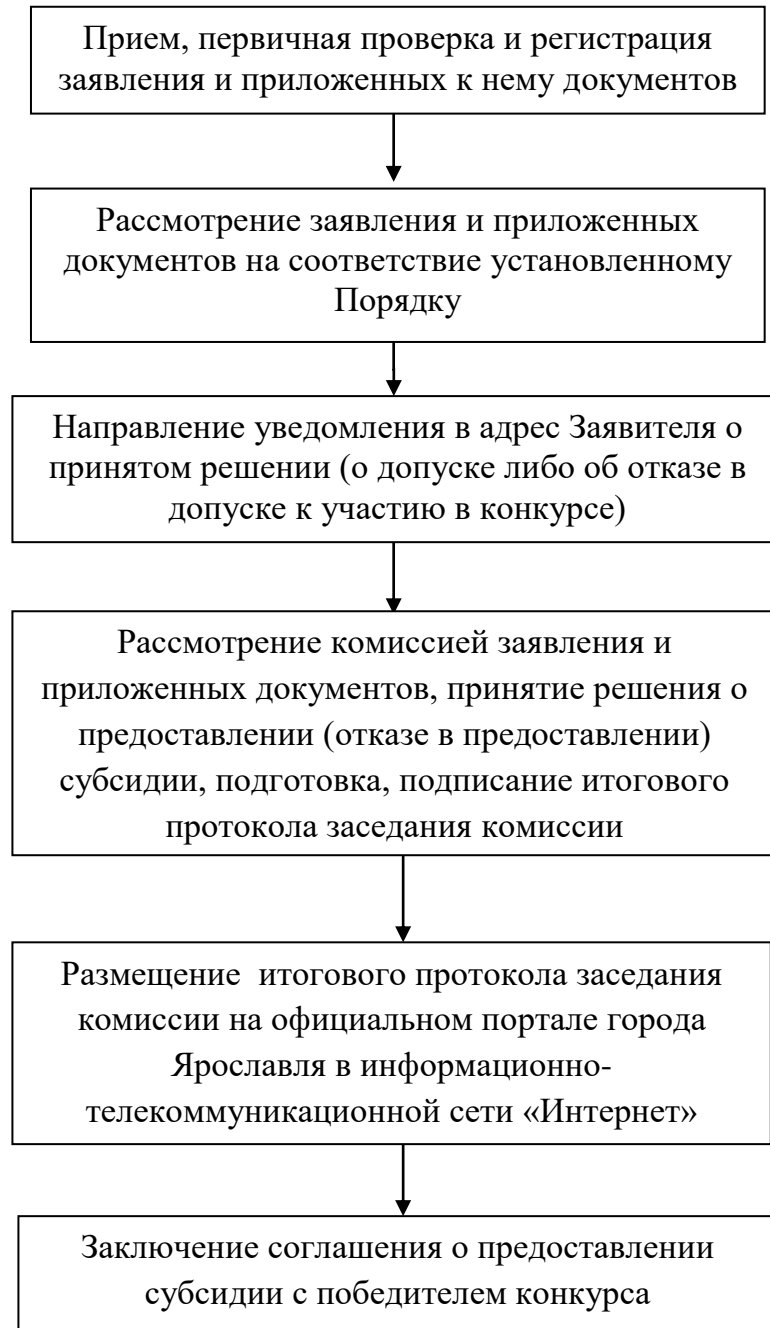 Прием, первичная проверка и регистрация
заявления и приложенных к нему документов
Рассмотрение заявления и приложенных
документов на соответствие установленному
Порядку
Направление уведомления в адрес Заявителя о
принятом решении (о допуске либо об отказе в
допуске к участию в конкурсе)
Рассмотрение комиссией заявления и
приложенных документов, принятие решения о
предоставлении (отказе в предоставлении)
субсидии, подготовка, подписание итогового
протокола заседания комиссии
Размещение  итогового протокола заседания
комиссии на официальном портале города
Ярославля в информационно-
телекоммуникационной сети «Интернет»
Заключение соглашения о предоставлении
субсидии с победителем конкурса